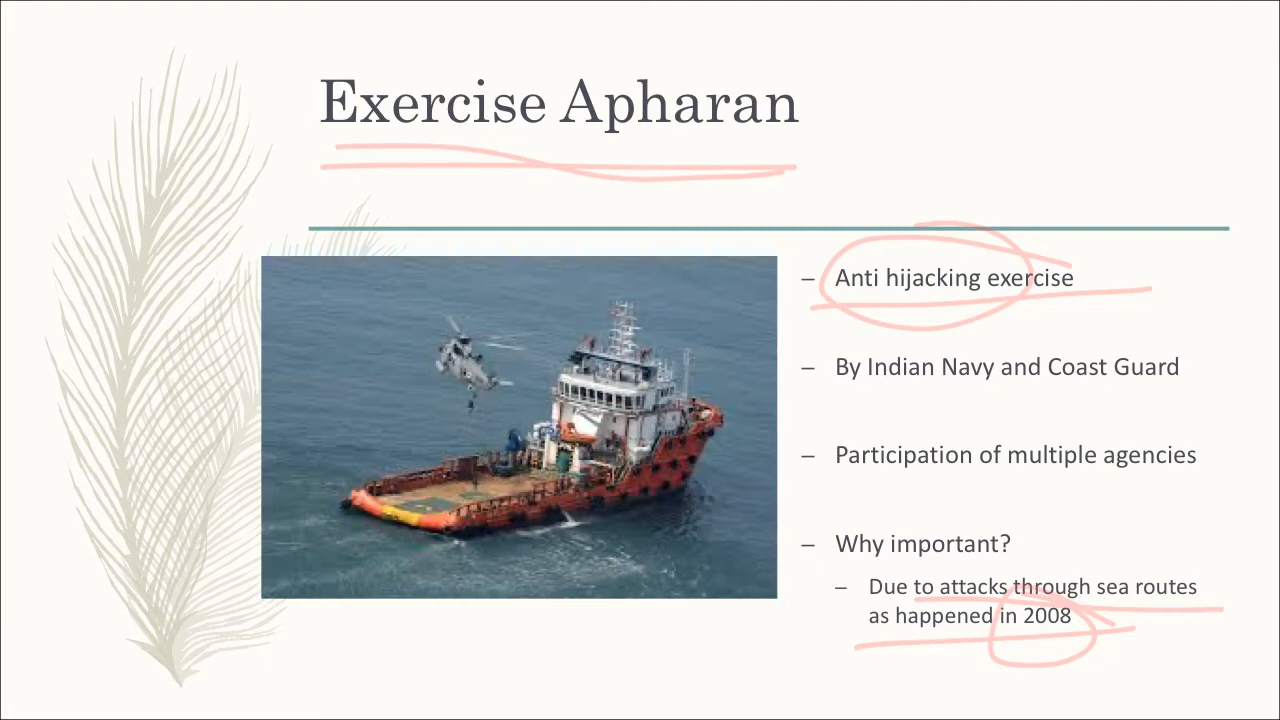 Exercise Apharan
– Anti hijacking exercise
– By Indian Navy and Coast Guard
– Participation of multiple agencies
– Why important?
– Due to attacks through sea routes
as happened in 2008